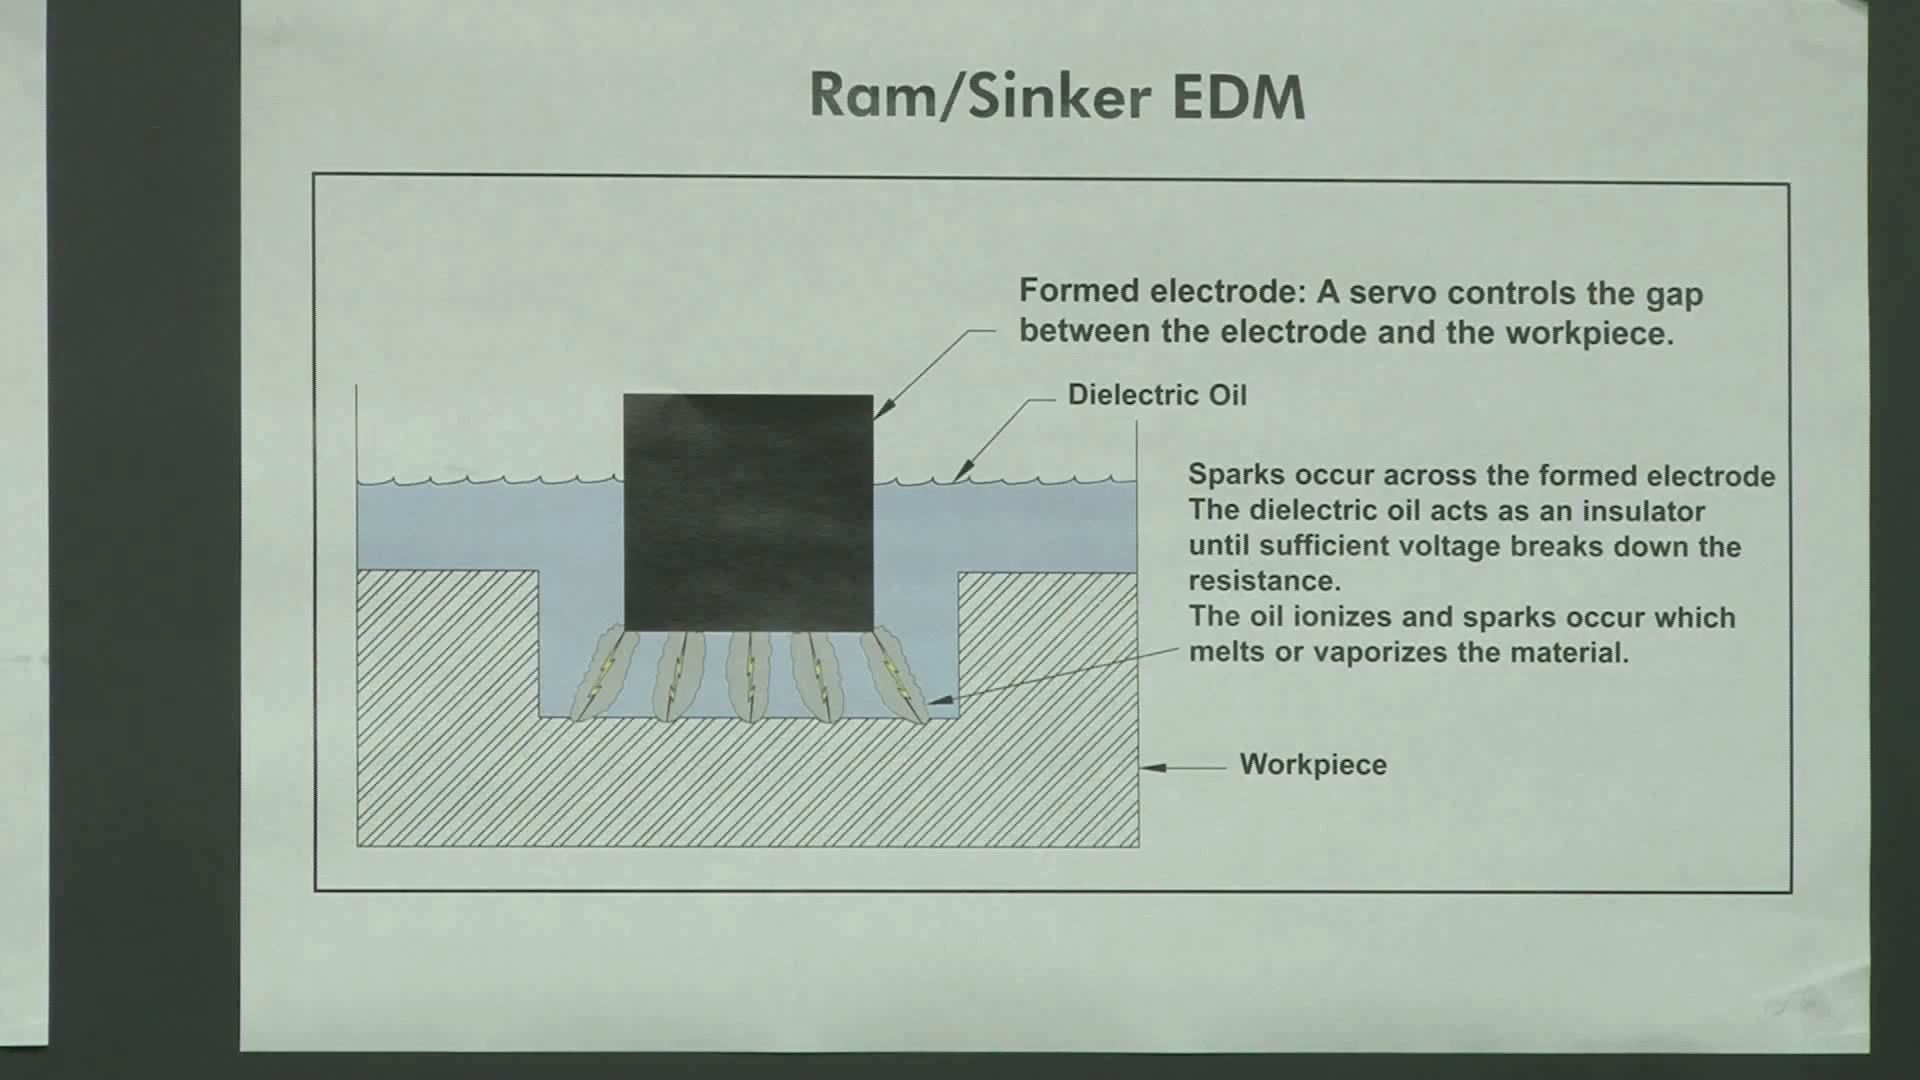 Ram/Sinker EDM
Formed electrode: A servo controls the gap
between the electrode and the workpiece.
Dielectric Oil
Sparks occur across the formed electrode
The dielectric oil acts as an insulator
until sufficient voltage breaks down the
resistance.
The oil ionizes and sparks occur which
melts or vaporizes the material.
Workpiece